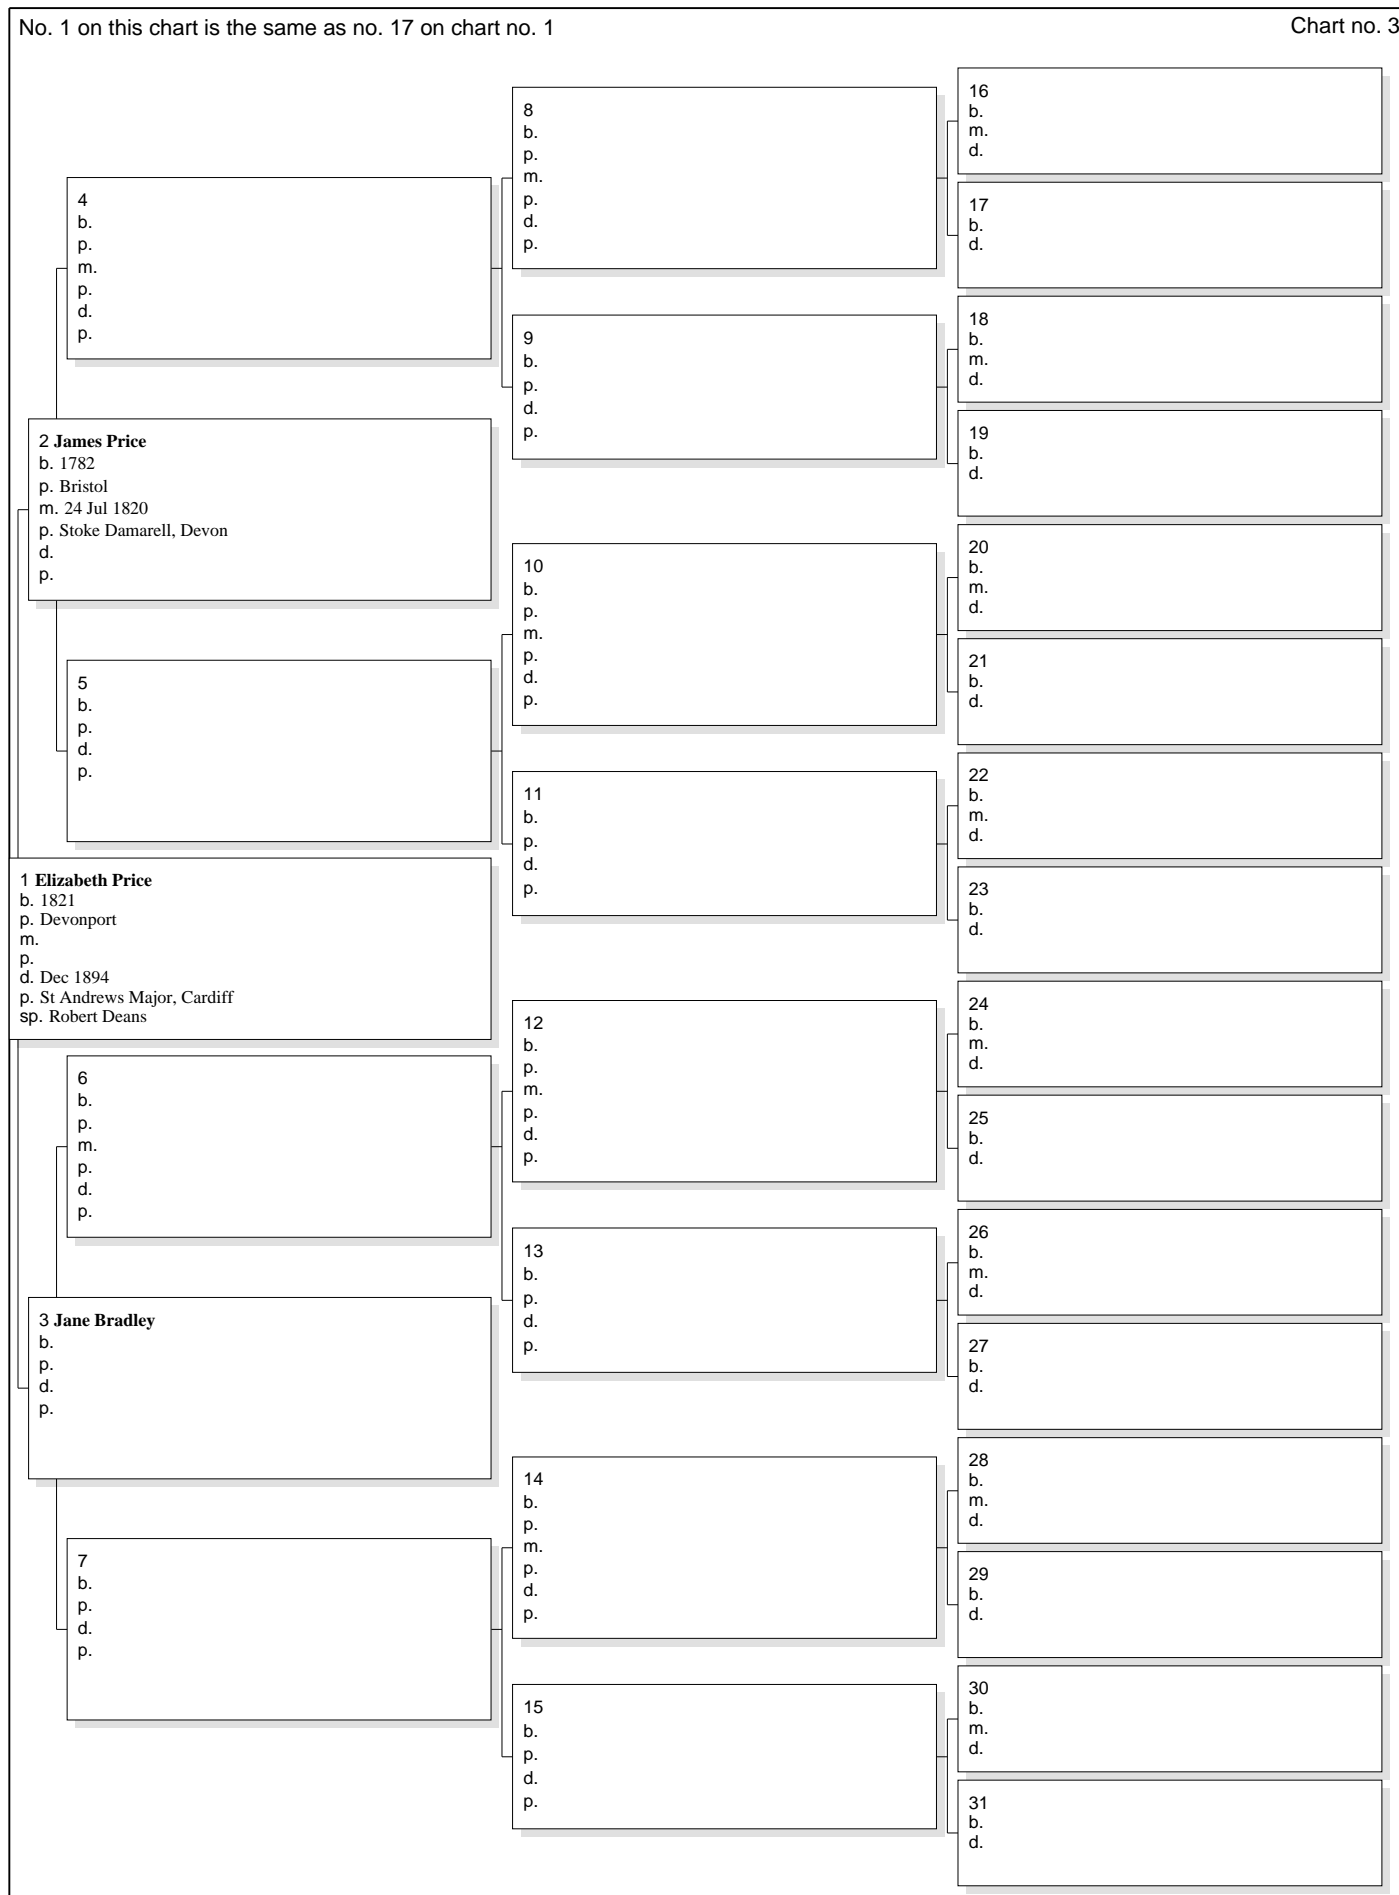 No. 1 on this chart is the same as no. 17 on chart no. 1
Chart no. 3
4
b.
p.
m.
p.
d.
p.
2 James Price
b. 1782
p. Bristol
m. 24 Jul 1820
p. Stoke Damarell, Devon
d.
p.
5
b.
p.
d.
p.
1 Elizabeth Price
b. 1821
p. Devonport
m.
p.
d. Dec 1894
p. St Andrews Major, Cardiff
sp. Robert Deans
6
b.
p.
m.
p.
d.
p.
3 Jane Bradley
b.
p.
d.
p.
7
b.
p.
d.
p.
8
b.
p.
m.
p.
d.
p.
9
b.
p.
d.
p.
10
b.
p.
m.
p.
d.
p.
11
b.
p.
d.
p.
12
b.
p.
m.
p.
d.
p.
13
b.
p.
d.
p.
14
b.
p.
m.
p.
d.
p.
15
b.
p.
d.
p.
16
b.
m.
d.
17
b.
d.
18
b.
m.
d.
19
b.
d.
20
b.
m.
d.
21
b.
d.
22
b.
m.
d.
23
b.
d.
24
b.
m.
d.
25
b.
d.
26
b.
m.
d.
27
b.
d.
28
b.
m.
d.
29
b.
d.
30
b.
m.
d.
31
b.
d.